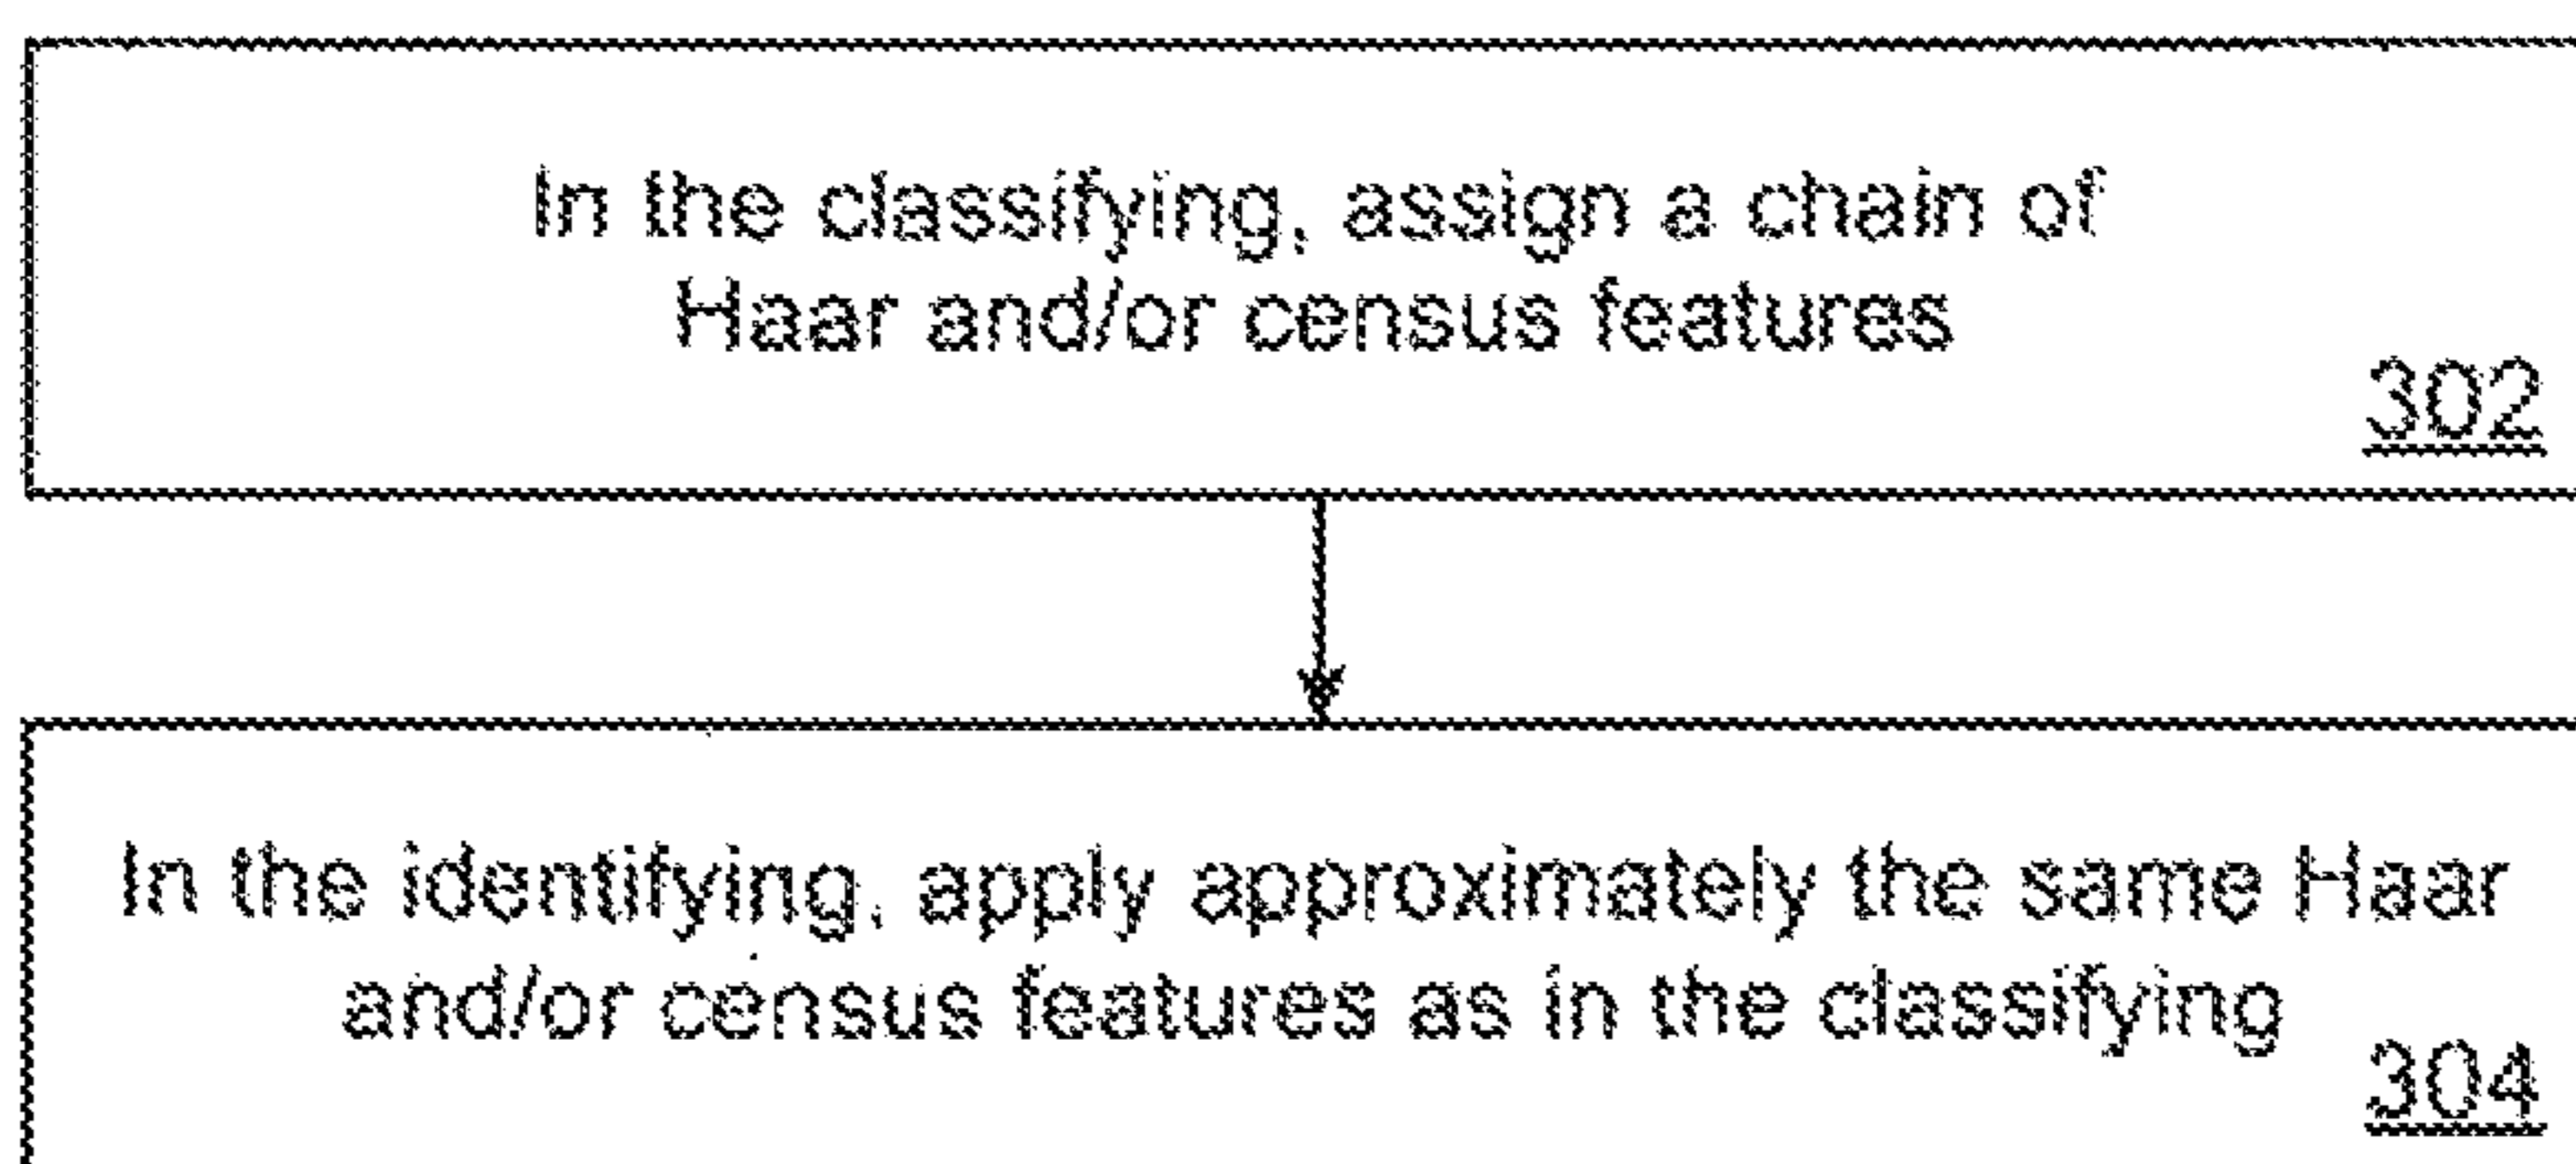 In the classifying, assign a chain of
Haar and/or census features
302
In the identifying, apply approximately the same Haar
and/or census features as in the classifying
304